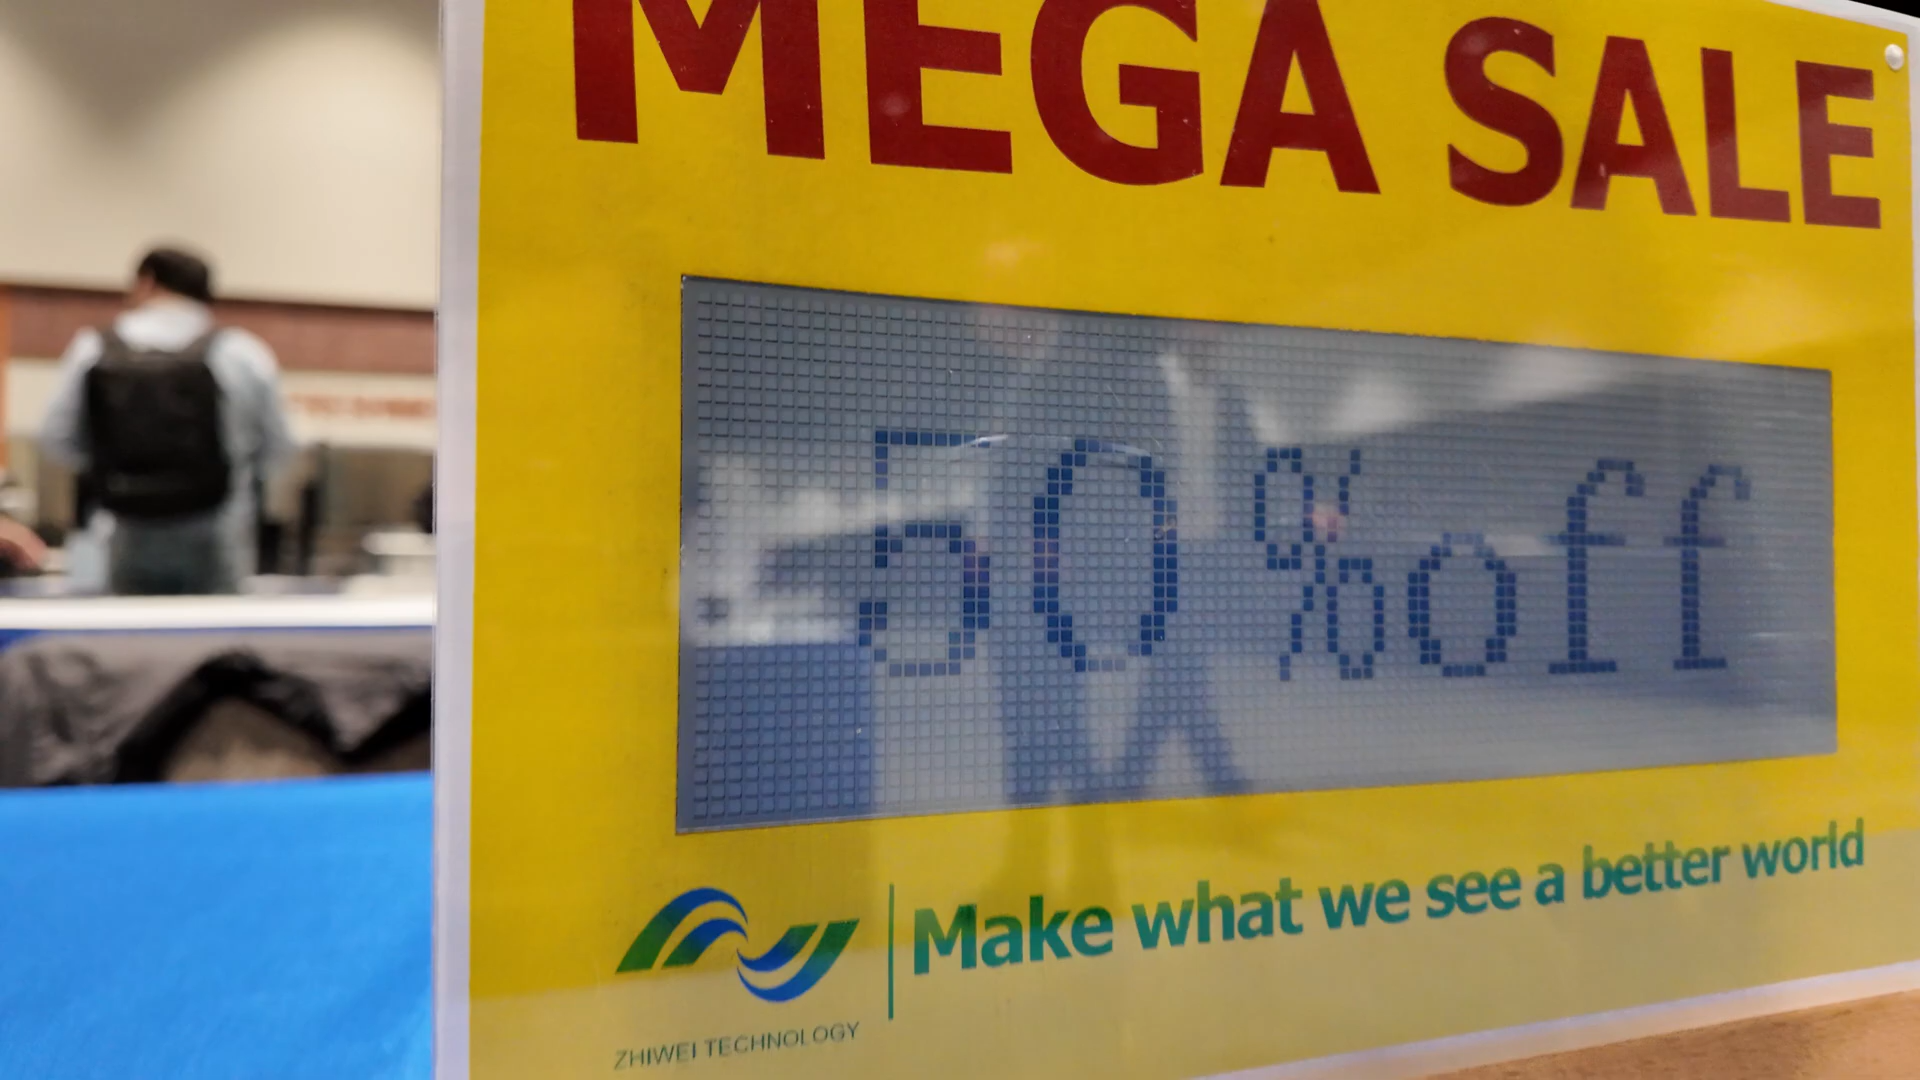 MEGA SALE
50%off
Make what we see a better world
ZHIWEI TECHNOLOGY